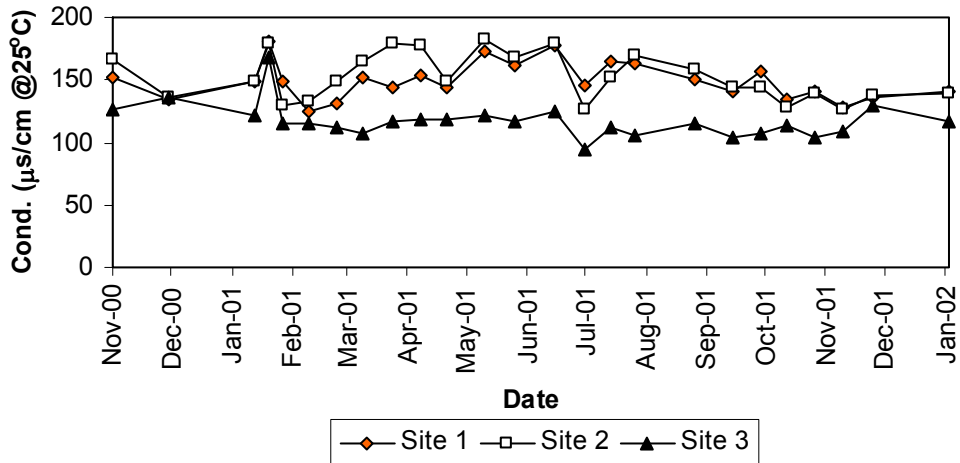 Cond. (µs/cm @25°C)
200
150
100
50
0
Nov-00
Dec-00
Jan-01
Feb-01
Mar-01
Apr-01
May-01
Jun-01
Jul-01
Aug-01
Sep-01
Oct-01
Nov-01
Dec-01
Jan-02
Date
Site 1 Site 2 Site 3